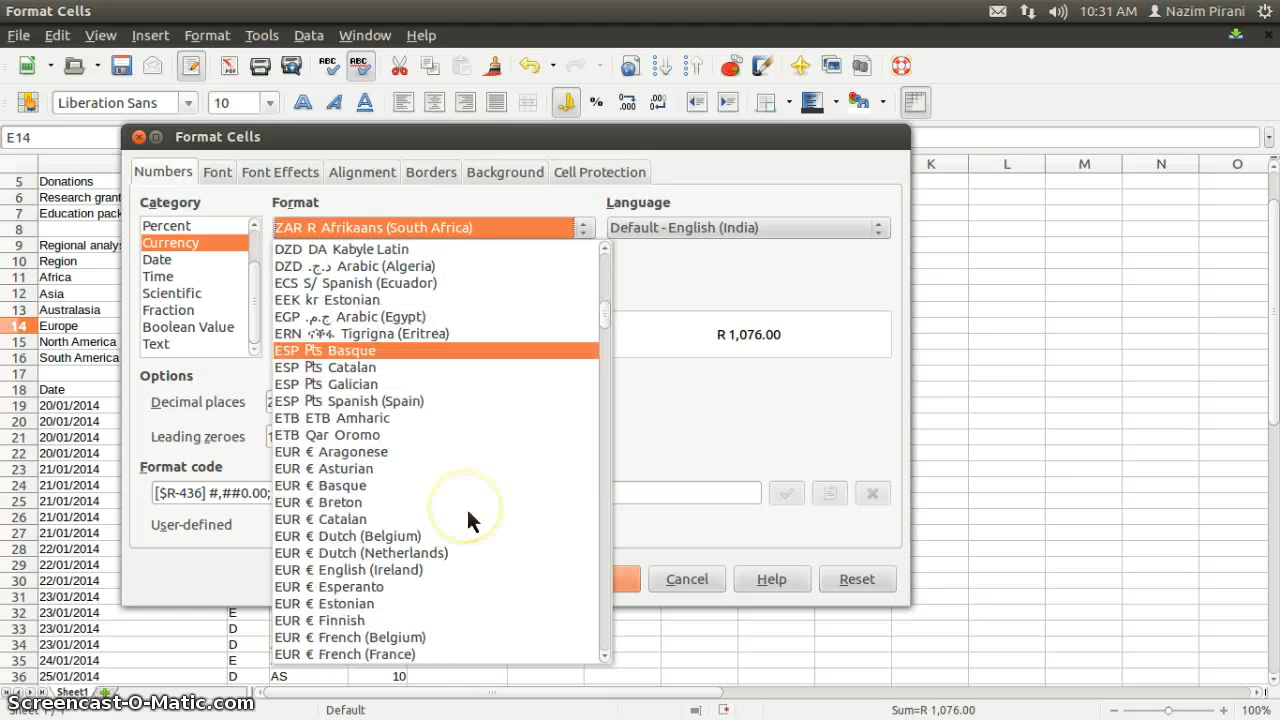 Format Cells
10:31 AM Nazim Pirani
File Edit View Insert Format Tools Data Window Help
ABC ABC
Liberation Sans 10
% .000 .000
E14
Format Cells
Numbers Font Font Effects Alignment Borders Background Cell Protection
Category Format Language
Percent
Currency
Date
Time
Scientific
Fraction
Boolean Value
Text
ZAR R Afrikaans (South Africa)
Default - English (India)
DZD DA Kabyle Latin
DZD د.ج. Arabic (Algeria)
ECS S/ Spanish (Ecuador)
EEK kr Estonian
EGP ج.م. Arabic (Egypt)
ERN ናቕፋ Tigrigna (Eritrea)
ESP Pts Basque
ESP Pts Catalan
ESP Pts Galician
ESP Pts Spanish (Spain)
ETB ETB Amharic
ETB Qar Oromo
EUR € Aragonese
EUR € Asturian
EUR € Basque
EUR € Breton
EUR € Catalan
EUR € Dutch (Belgium)
EUR € Dutch (Netherlands)
EUR € English (Ireland)
EUR € Esperanto
EUR € Estonian
EUR € Finnish
EUR € French (Belgium)
EUR € French (France)
R 1,076.00
Options
Decimal places
Leading zeroes
Format code
[$R-436] #,##0.00;
User-defined
Cancel Help Reset
K L M N O
5 Donations
6 Research grant
7 Education pack
8
9 Regional analys
10 Region
11 Africa
12 Asia
13 Australasia
14 Europe
15 North America
16 South America
17
18 Date
19 20/01/2014
20 20/01/2014
21 20/01/2014
22 20/01/2014
23 21/01/2014
24 21/01/2014
25 21/01/2014
26 21/01/2014
27 21/01/2014
28 21/01/2014
29 22/01/2014
30 22/01/2014
31 23/01/2014
32 23/01/2014 E
33 23/01/2014 D
34 23/01/2014 D
35 24/01/2014 E
36 25/01/2014 D AS 10
Sheet1
Default Sum=R 1,076.00 100%
Screencast-O-Matic.com